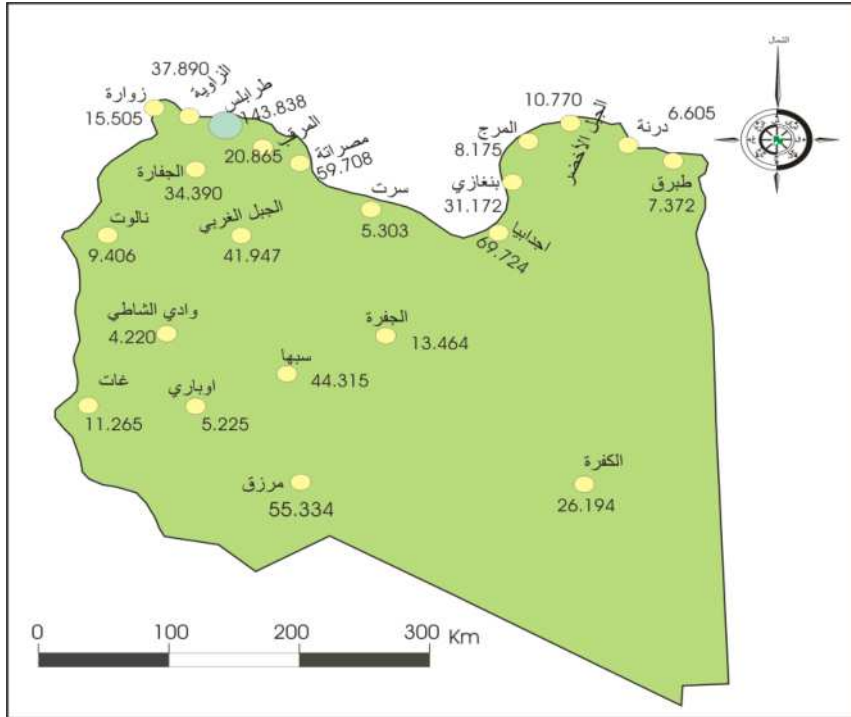 الشمال
37.890
الزاوية
طرابلس
143.838
زوارة
15.505
المرقب
20.865
مصراتة
59.708
الجفارة
34.390
10.770
الجبل الأخضر
6.605
درنة
المرج
8.175
طبرق
7.372
بنغازي
31.172
سرت
5.303
اجدابيا
69.724
نالوت
9.406
الجبل الغربي
41.947
وادي الشاطي
4.220
الجفرة
13.464
سبها
44.315
غات
11.265
اوباري
5.225
مرزق
55.334
الكفرة
26.194
0 100 200 300 Km